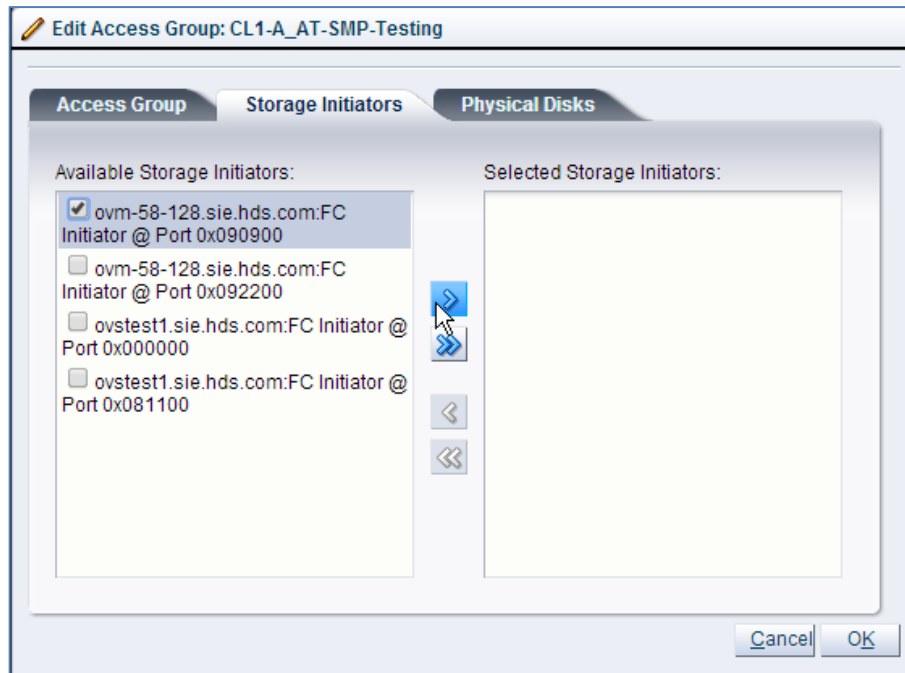 Edit Access Group: CL1-A_AT-SMP-Testing
Access Group
Storage Initiators
Physical Disks
Available Storage Initiators:
Selected Storage Initiators:
ovm-58-128.sie.hds.com:FC
Initiator @ Port 0x090900
ovm-58-128.sie.hds.com:FC
Initiator @ Port 0x092200
ovstest1.sie.hds.com:FC Initiator @
Port 0x000000
ovstest1.sie.hds.com:FC Initiator @
Port 0x081100
Cancel
OK